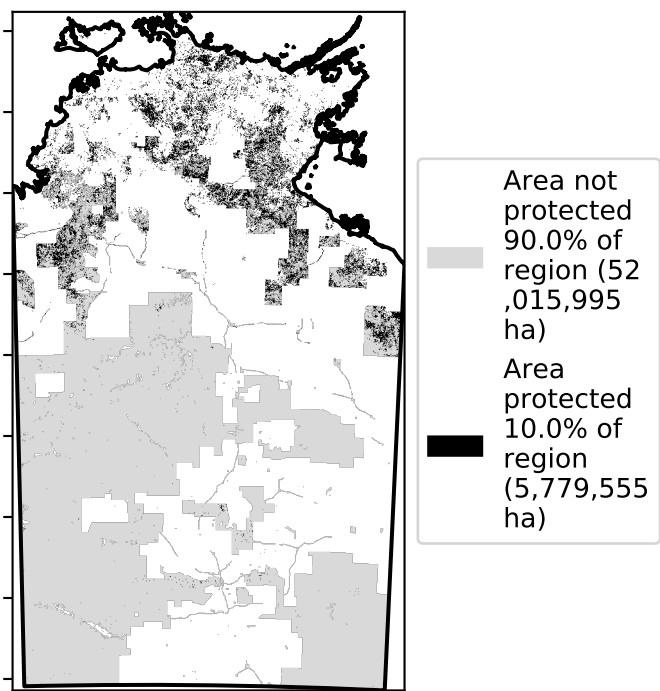 Area not
protected
90.0% of
region (52
,015,995
ha)
Area
protected
10.0% of
region
(5,779,555
ha)